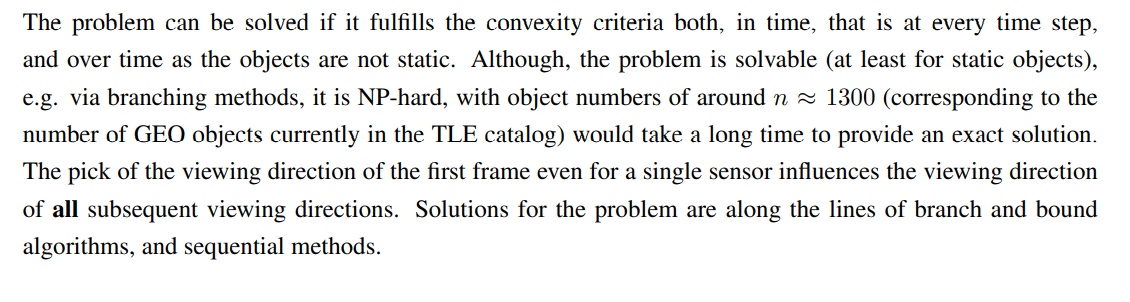 The problem can be solved if it fulfills the convexity criteria both, in time, that is at every time step,
and over time as the objects are not static. Although, the problem is solvable (at least for static objects),
e.g. via branching methods, it is NP-hard, with object numbers of around n ≈ 1300 (corresponding to the
number of GEO objects currently in the TLE catalog) would take a long time to provide an exact solution.
The pick of the viewing direction of the first frame even for a single sensor influences the viewing direction
of all subsequent viewing directions. Solutions for the problem are along the lines of branch and bound
algorithms, and sequential methods.